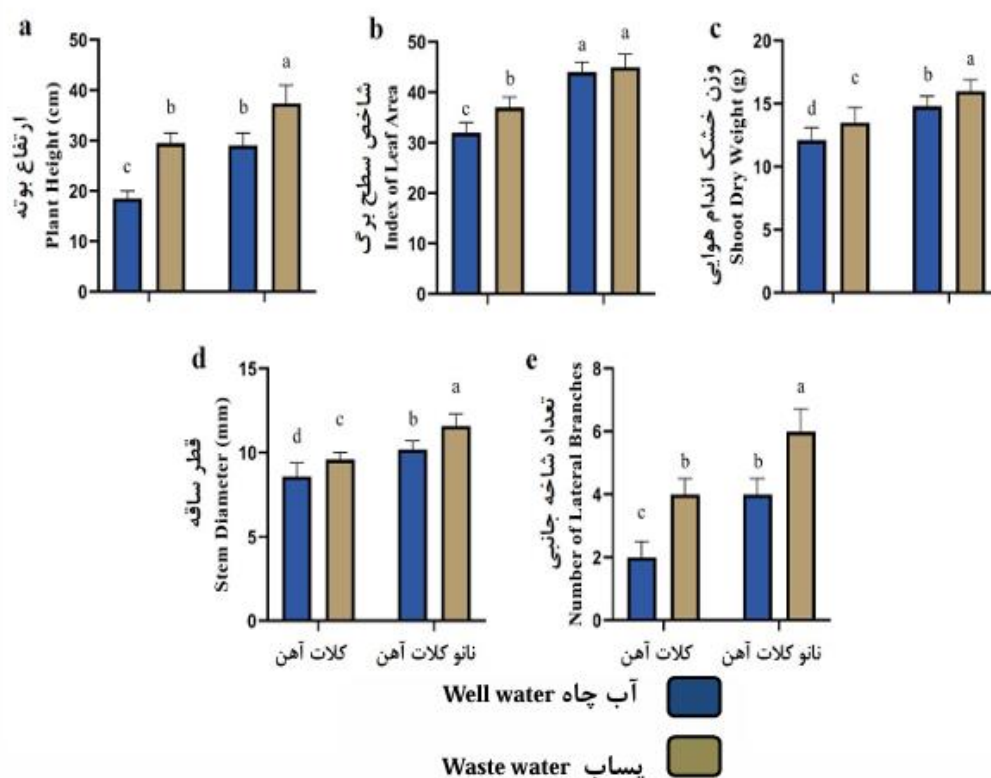 a
ارتفاع بوته
Plant Height (cm)
50
40
30
20
10
0
c
b
b
a
b
شاخص سطح برگ
Index of Leaf Area
50
40
30
20
10
0
c
b
a
a
c
وزن خشک اندام هوایی
Shoot Dry Weight (g)
20
15
10
5
0
d
c
b
a
d
قطر ساقه
Stem Diameter (mm)
15
10
5
0
d
c
b
a
کلات آهن
نانو کلات آهن
e
تعداد شاخه جانبی
Number of Lateral Branches
8
6
4
2
0
c
b
b
a
کلات آهن
نانو کلات آهن
آب چاه Well water
پساب Waste water